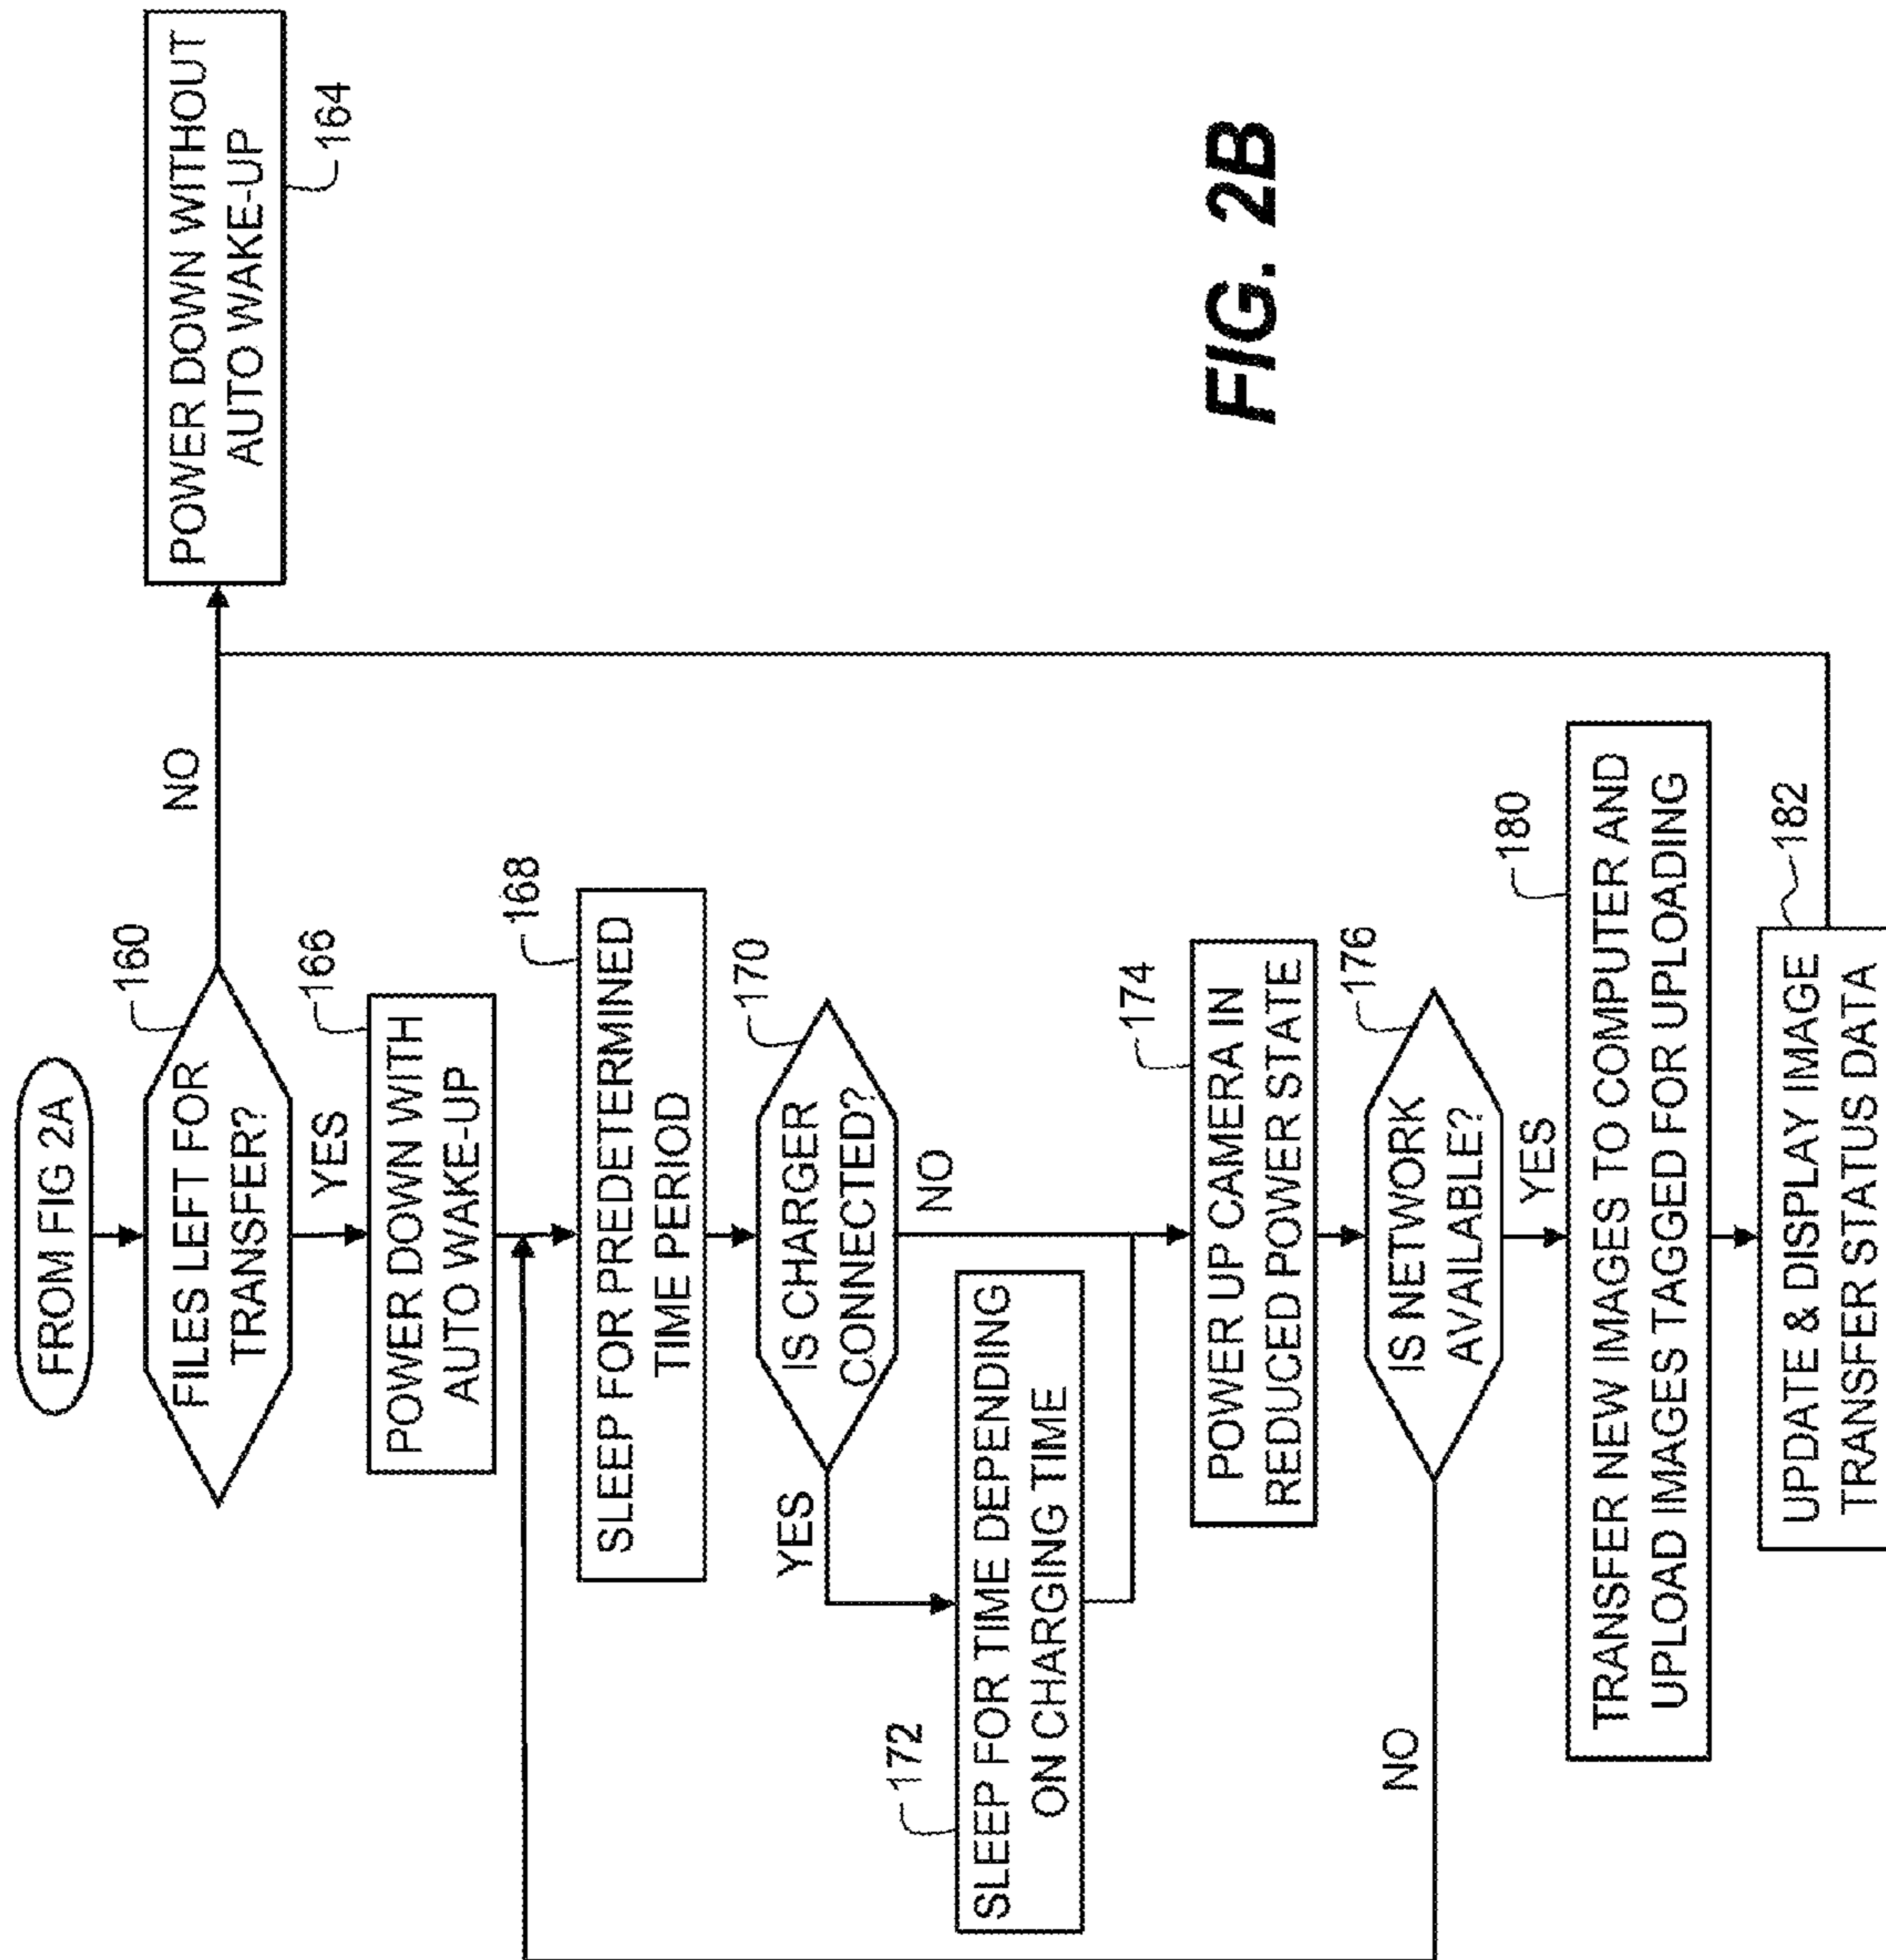 FROM FIG 2A
160
FILES LEFT FOR
TRANSFER?
NO
POWER DOWN WITHOUT
AUTO WAKE-UP
164
YES
166
POWER DOWN WITH
AUTO WAKE-UP
168
SLEEP FOR PREDETERMINED
TIME PERIOD
170
IS CHARGER
CONNECTED?
YES
NO
172
SLEEP FOR TIME DEPENDING
ON CHARGING TIME
174
POWER UP CAMERA IN
REDUCED POWER STATE
176
IS NETWORK
AVAILABLE?
NO
YES
180
TRANSFER NEW IMAGES TO COMPUTER AND
UPLOAD IMAGES TAGGED FOR UPLOADING
182
UPDATE & DISPLAY IMAGE
TRANSFER STATUS DATA
FIG. 2B